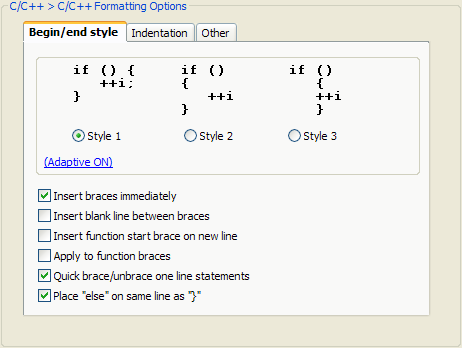 C/C++ > C/C++ Formatting Options
Begin/end style Indentation Other
if () { if () if ()
++i; { {
} ++i ++i
} }
Style 1 Style 2 Style 3
(Adaptive ON)
Insert braces immediately
Insert blank line between braces
Insert function start brace on new line
Apply to function braces
Quick brace/unbrace one line statements
Place "else" on same line as "}"